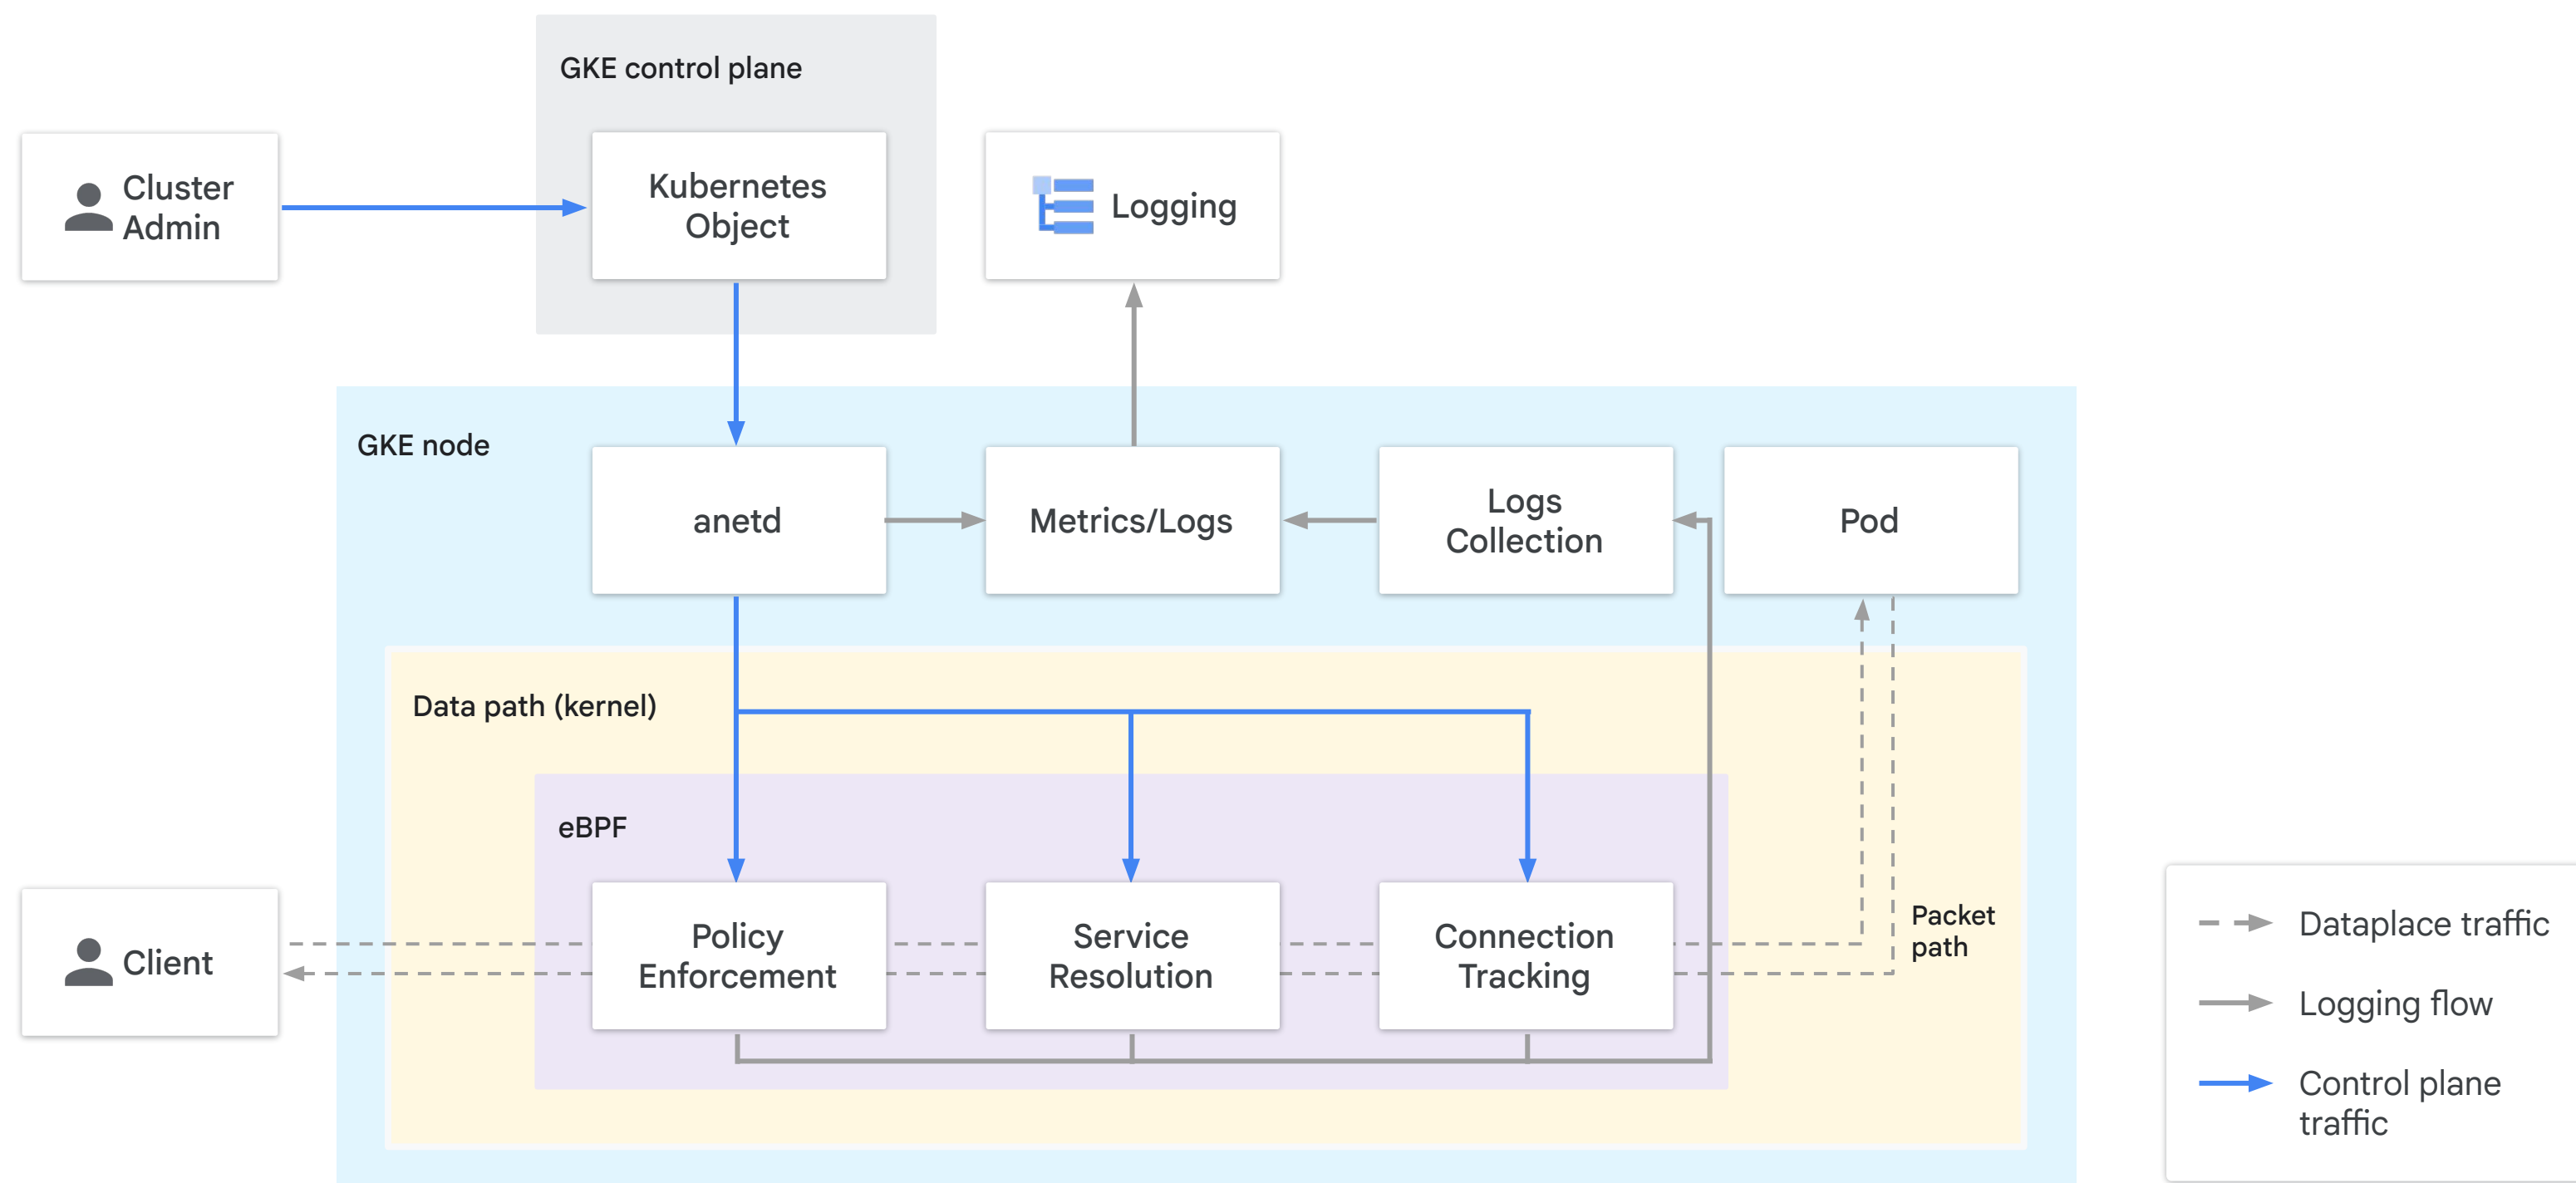 GKE control plane
Cluster
Admin
Kubernetes
Object
Logging
GKE node
anetd
Metrics/Logs
Logs
Collection
Pod
Data path (kernel)
eBPF
Client
Policy
Enforcement
Service
Resolution
Connection
Tracking
Packet
path
Dataplace traffic
Logging flow
Control plane
traffic